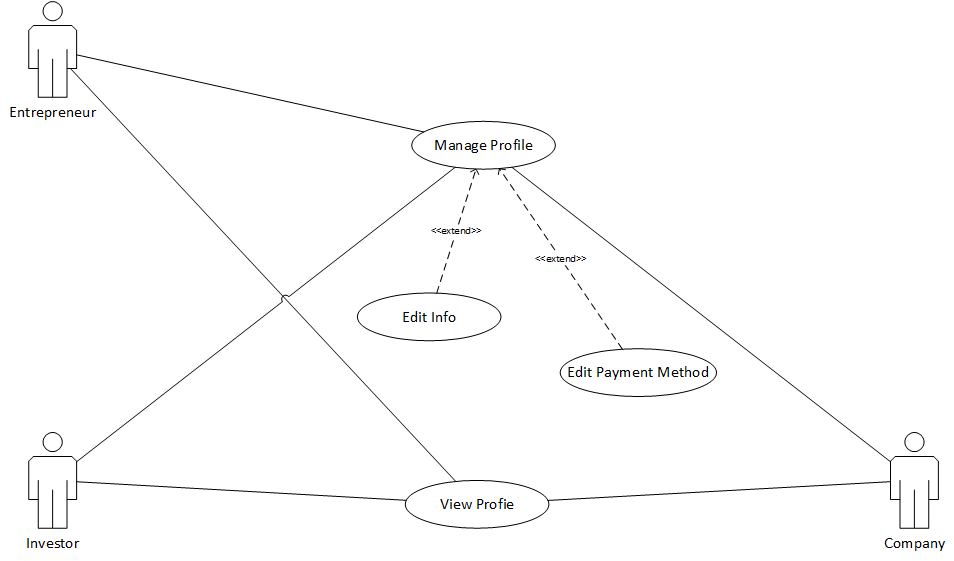 Entrepreneur
Manage Profile
<<extend>>
<<extend>>
Edit Info
Edit Payment Method
View Profie
Investor
Company